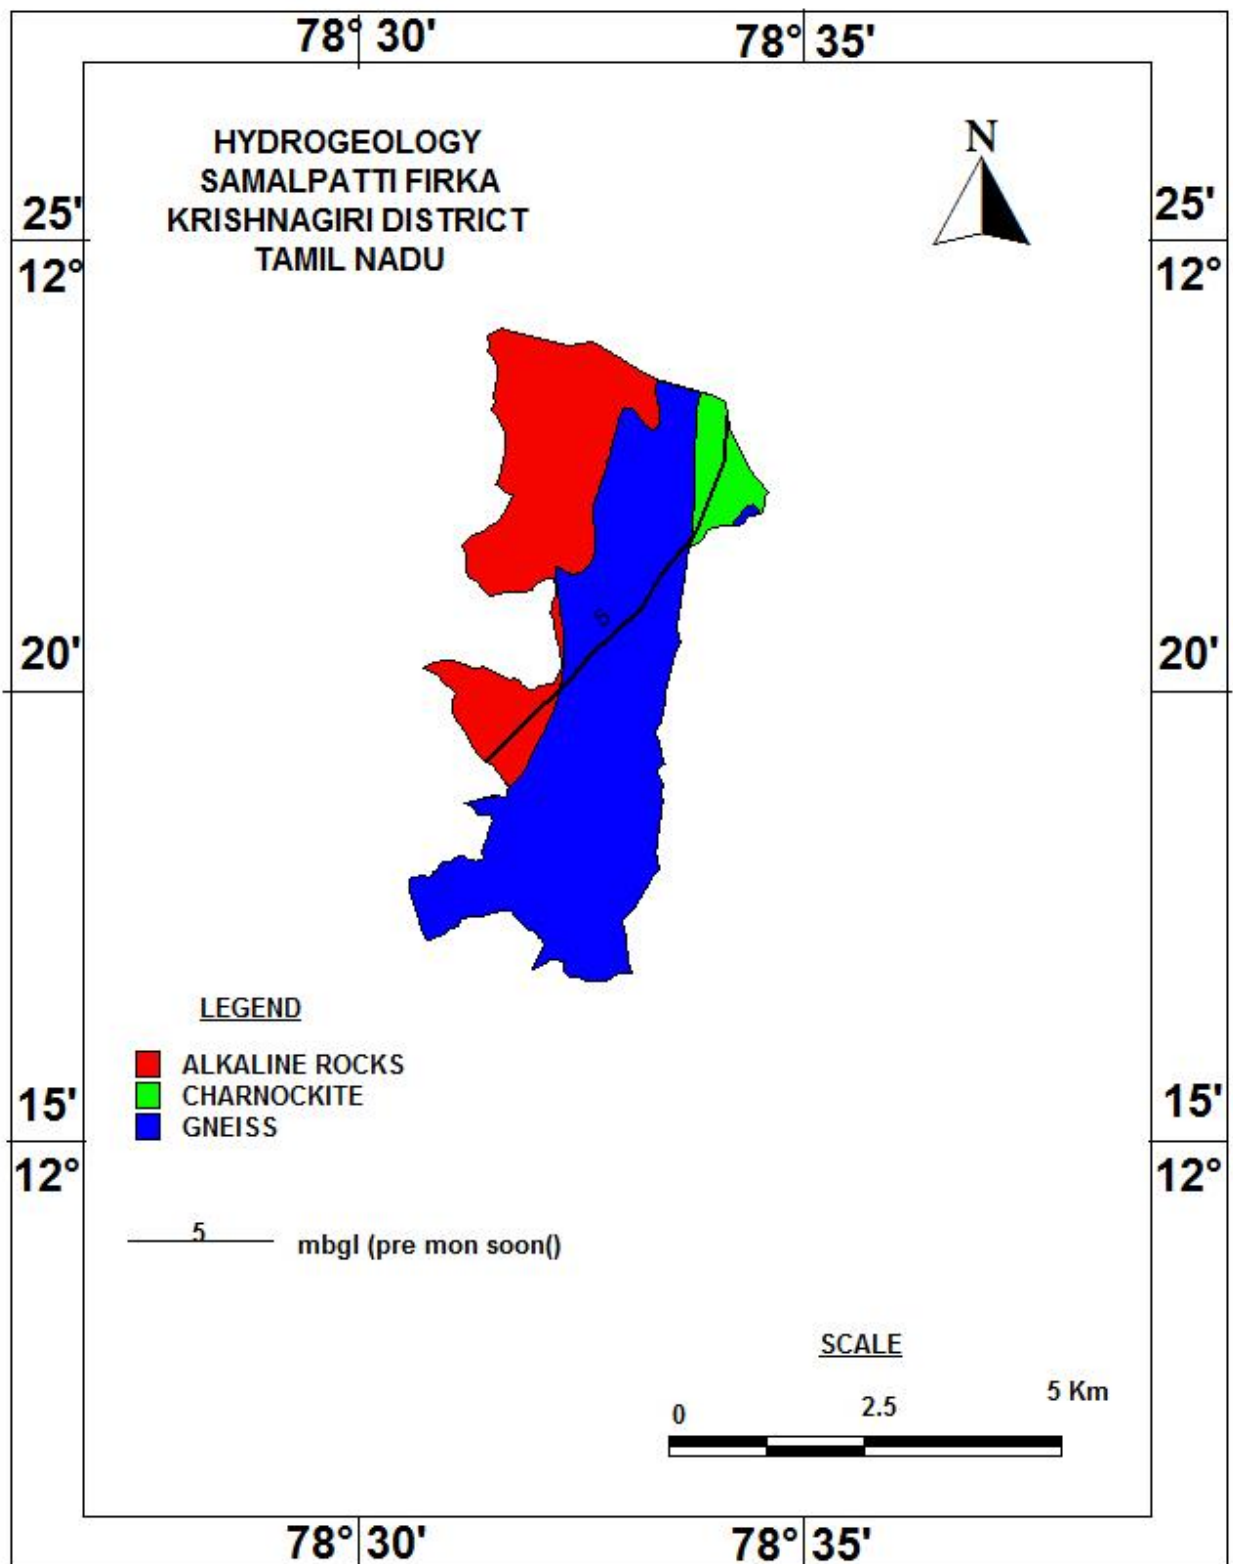 78° 30'
78° 35'
HYDROGEOLOGY
SAMALPATTI FIRKA
KRISHNAGIRI DISTRICT
TAMIL NADU
N
25'
12°
25'
12°
5
20'
20'
LEGEND
ALKALINE ROCKS
CHARNOCKITE
GNEISS
15'
12°
15'
12°
5
mbgl (pre mon soon()
SCALE
0
2.5
5 Km
78° 30'
78° 35'